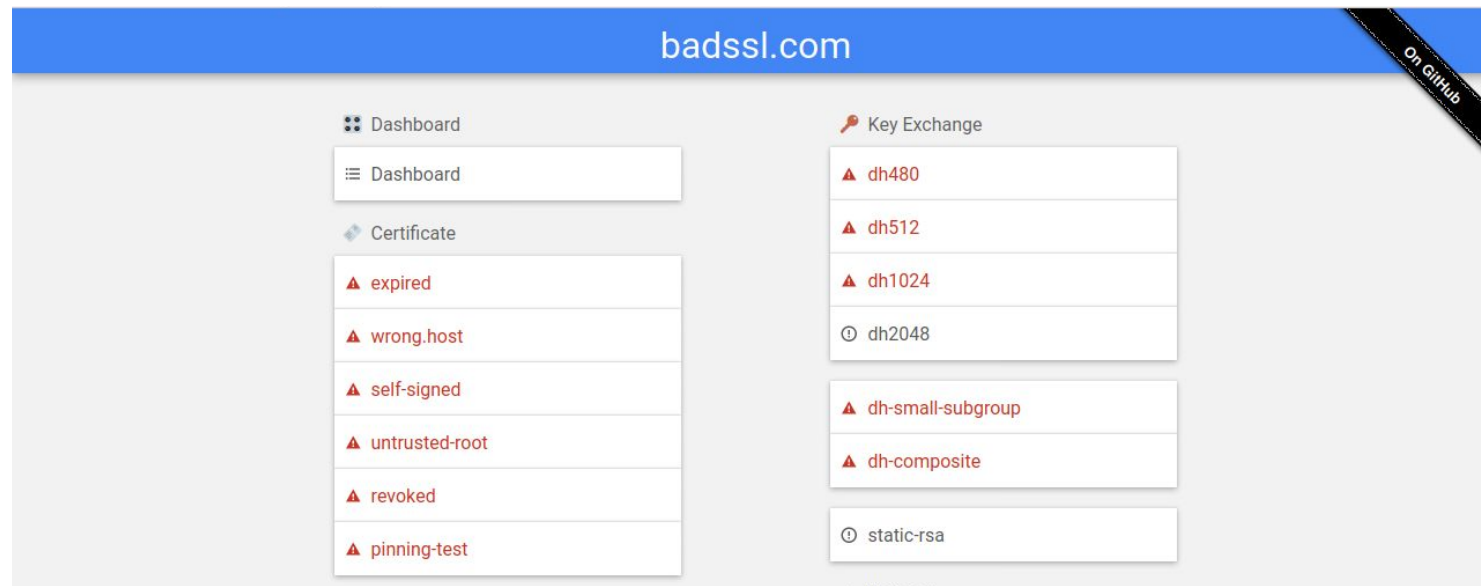 badssl.com
On GitHub
Dashboard
Dashboard
Certificate
expired
wrong.host
self-signed
untrusted-root
revoked
pinning-test
Key Exchange
dh480
dh512
dh1024
dh2048
dh-small-subgroup
dh-composite
static-rsa